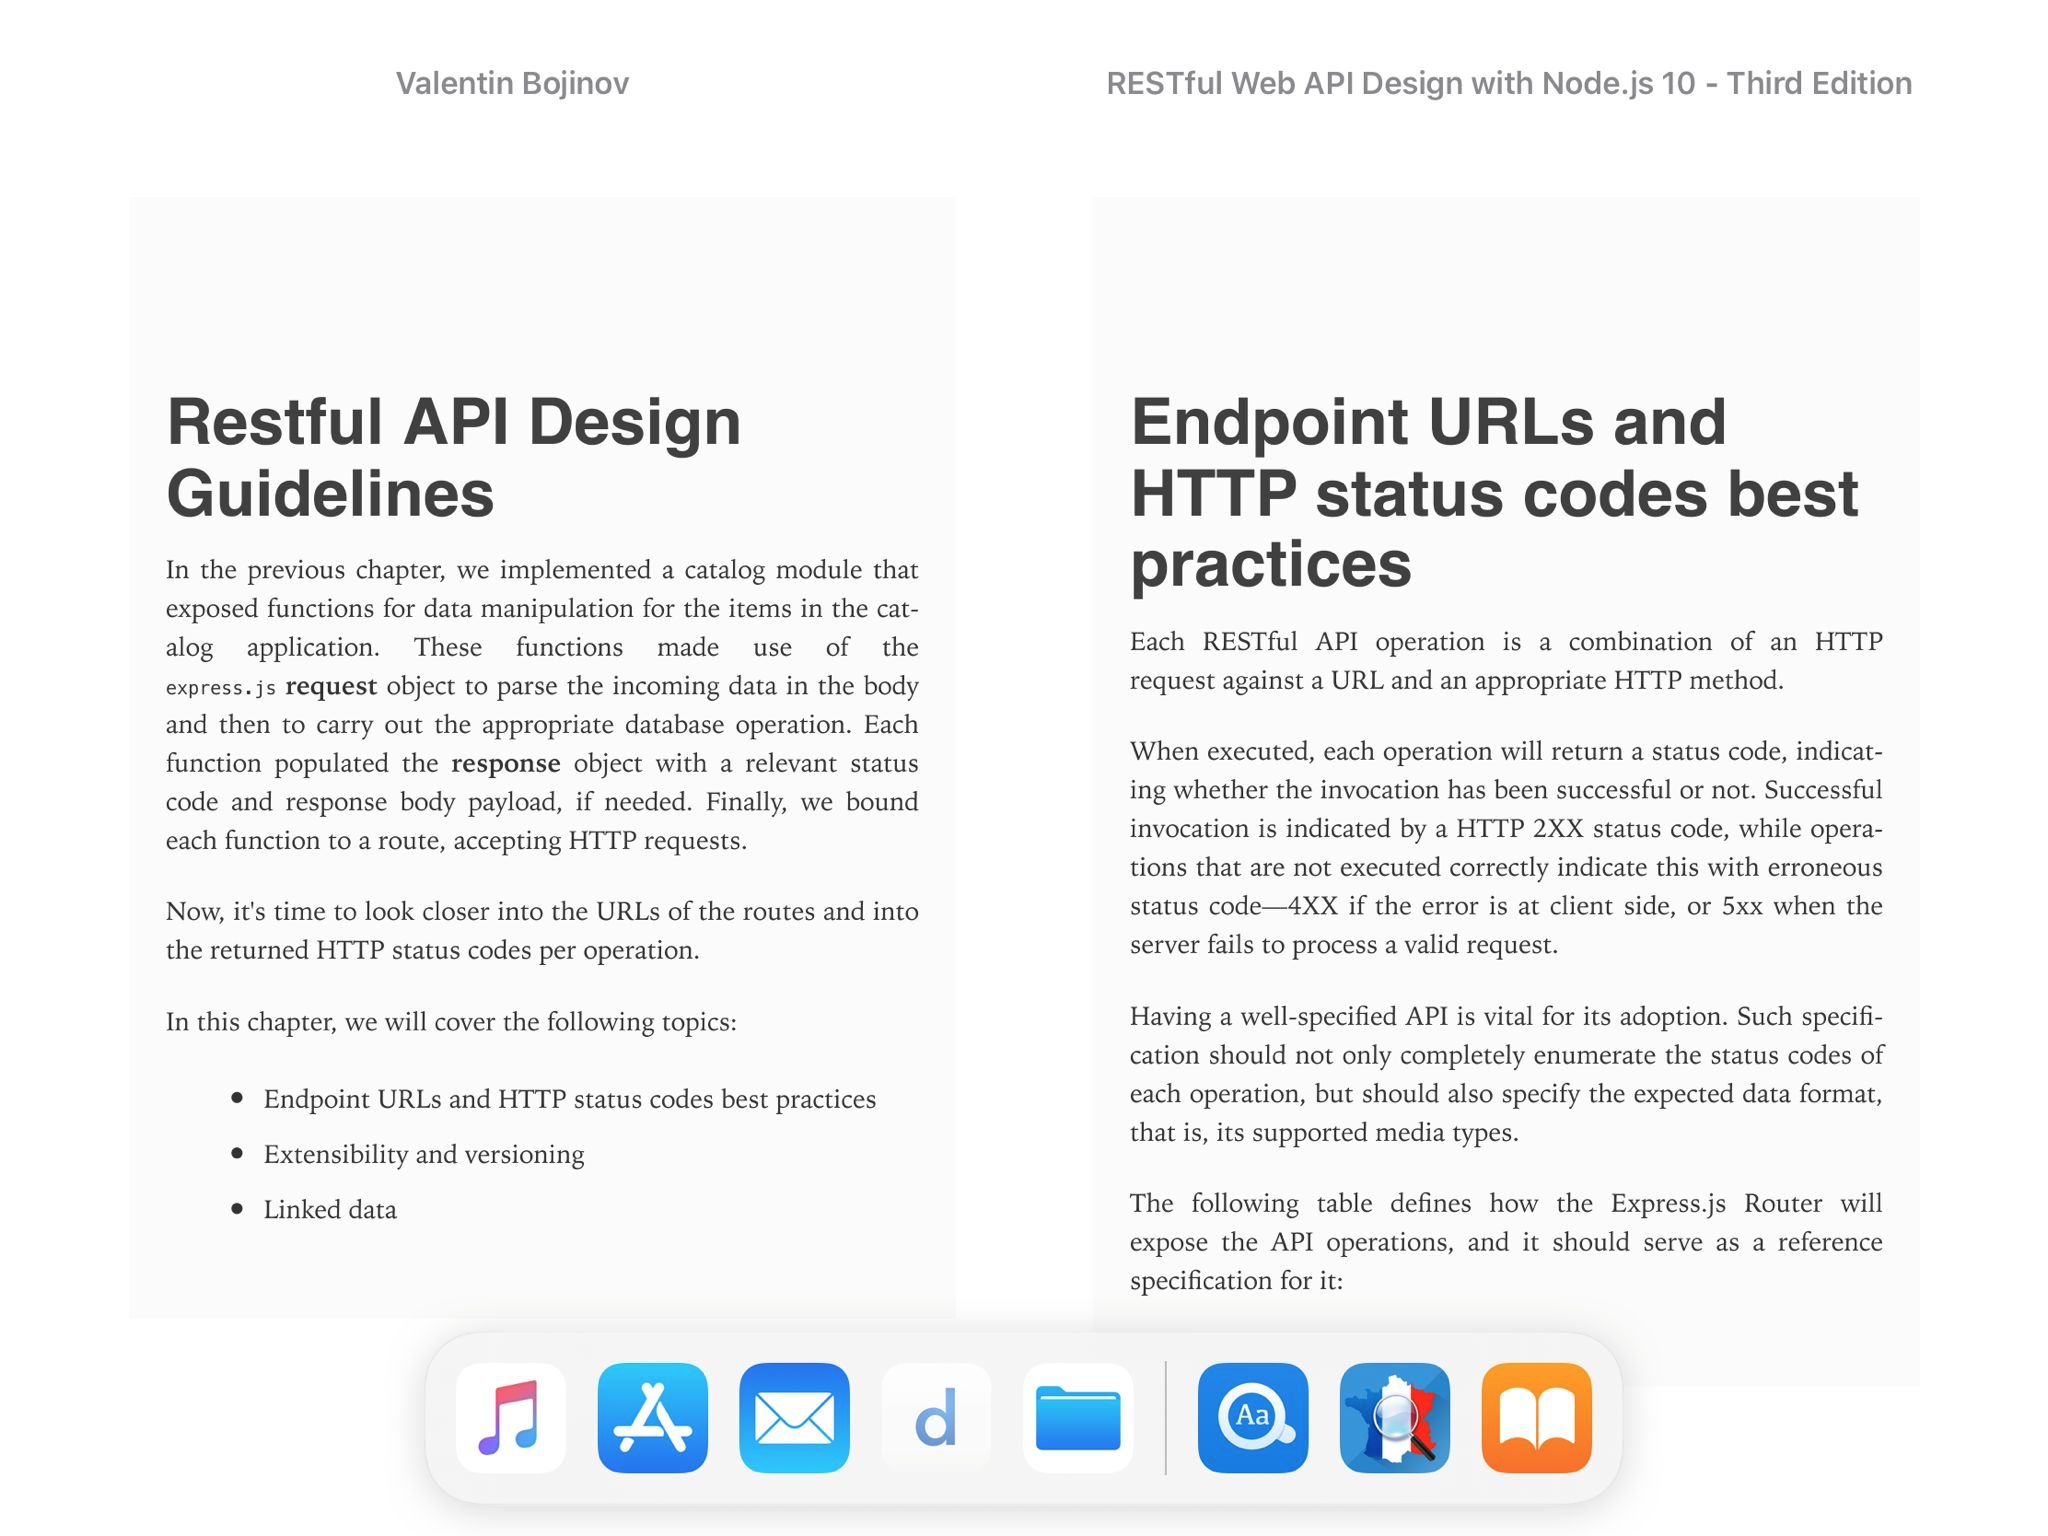 Valentin Bojinov
RESTful Web API Design with Node.js 10 - Third Edition
Restful API Design
Guidelines
In the previous chapter, we implemented a catalog module that
exposed functions for data manipulation for the items in the cat-
alog application. These functions made use of the
express.js request object to parse the incoming data in the body
and then to carry out the appropriate database operation. Each
function populated the response object with a relevant status
code and response body payload, if needed. Finally, we bound
each function to a route, accepting HTTP requests.
Now, it's time to look closer into the URLs of the routes and into
the returned HTTP status codes per operation.
In this chapter, we will cover the following topics:
• Endpoint URLs and HTTP status codes best practices
• Extensibility and versioning
• Linked data
Endpoint URLs and
HTTP status codes best
practices
Each RESTful API operation is a combination of an HTTP
request against a URL and an appropriate HTTP method.
When executed, each operation will return a status code, indicat-
ing whether the invocation has been successful or not. Successful
invocation is indicated by a HTTP 2XX status code, while opera-
tions that are not executed correctly indicate this with erroneous
status code—4XX if the error is at client side, or 5xx when the
server fails to process a valid request.
Having a well-specified API is vital for its adoption. Such specifi-
cation should not only completely enumerate the status codes of
each operation, but should also specify the expected data format,
that is, its supported media types.
The following table defines how the Express.js Router will
expose the API operations, and it should serve as a reference
specification for it:
d
Aa